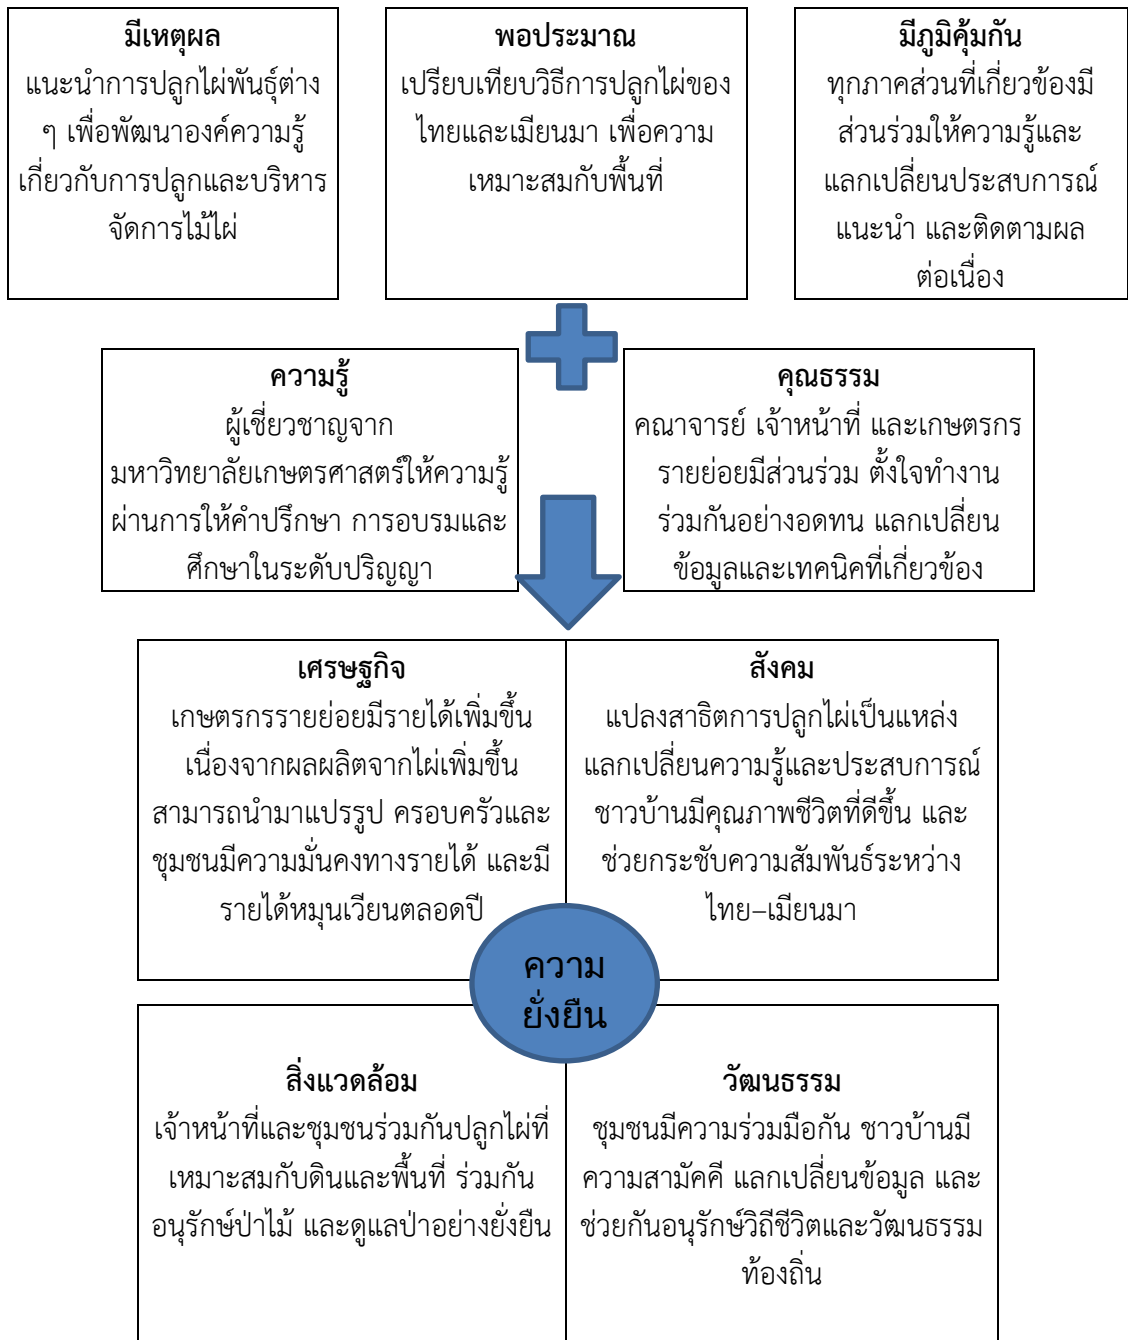 มีเหตุผล
แนะนำการปลูกไผ่พันธุ์ต่าง
ๆ เพื่อพัฒนาองค์ความรู้
เกี่ยวกับการปลูกและบริหาร
จัดการไม้ไผ่
พอประมาณ
เปรียบเทียบวิธีการปลูกไผ่ของ
ไทยและเมียนมา เพื่อความ
เหมาะสมกับพื้นที่
มีภูมิคุ้มกัน
ทุกภาคส่วนที่เกี่ยวข้องมี
ส่วนร่วมให้ความรู้และ
แลกเปลี่ยนประสบการณ์
แนะนำ และติดตามผล
ต่อเนื่อง
ความรู้
ผู้เชี่ยวชาญจาก
มหาวิทยาลัยเกษตรศาสตร์ให้ความรู้
ผ่านการให้คำปรึกษา การอบรมและ
ศึกษาในระดับปริญญา
คุณธรรม
คณาจารย์ เจ้าหน้าที่ และเกษตรกร
รายย่อยมีส่วนร่วม ตั้งใจทำงาน
ร่วมกันอย่างอดทน แลกเปลี่ยน
ข้อมูลและเทคนิคที่เกี่ยวข้อง
เศรษฐกิจ
เกษตรกรรายย่อยมีรายได้เพิ่มขึ้น
เนื่องจากผลผลิตจากไผ่เพิ่มขึ้น
สามารถนำมาแปรรูป ครอบครัวและ
ชุมชนมีความมั่นคงทางรายได้ และมี
รายได้หมุนเวียนตลอดปี
สังคม
แปลงสาธิตการปลูกไผ่เป็นแหล่ง
แลกเปลี่ยนความรู้และประสบการณ์
ชาวบ้านมีคุณภาพชีวิตที่ดีขึ้น และ
ช่วยกระชับความสัมพันธ์ระหว่าง
ไทย–เมียนมา
ความ
ยั่งยืน
สิ่งแวดล้อม
เจ้าหน้าที่และชุมชนร่วมกันปลูกไผ่ที่
เหมาะสมกับดินและพื้นที่ ร่วมกัน
อนุรักษ์ป่าไม้ และดูแลป่าอย่างยั่งยืน
วัฒนธรรม
ชุมชนมีความร่วมมือกัน ชาวบ้านมี
ความสามัคคี แลกเปลี่ยนข้อมูล และ
ช่วยกันอนุรักษ์วิถีชีวิตและวัฒนธรรม
ท้องถิ่น